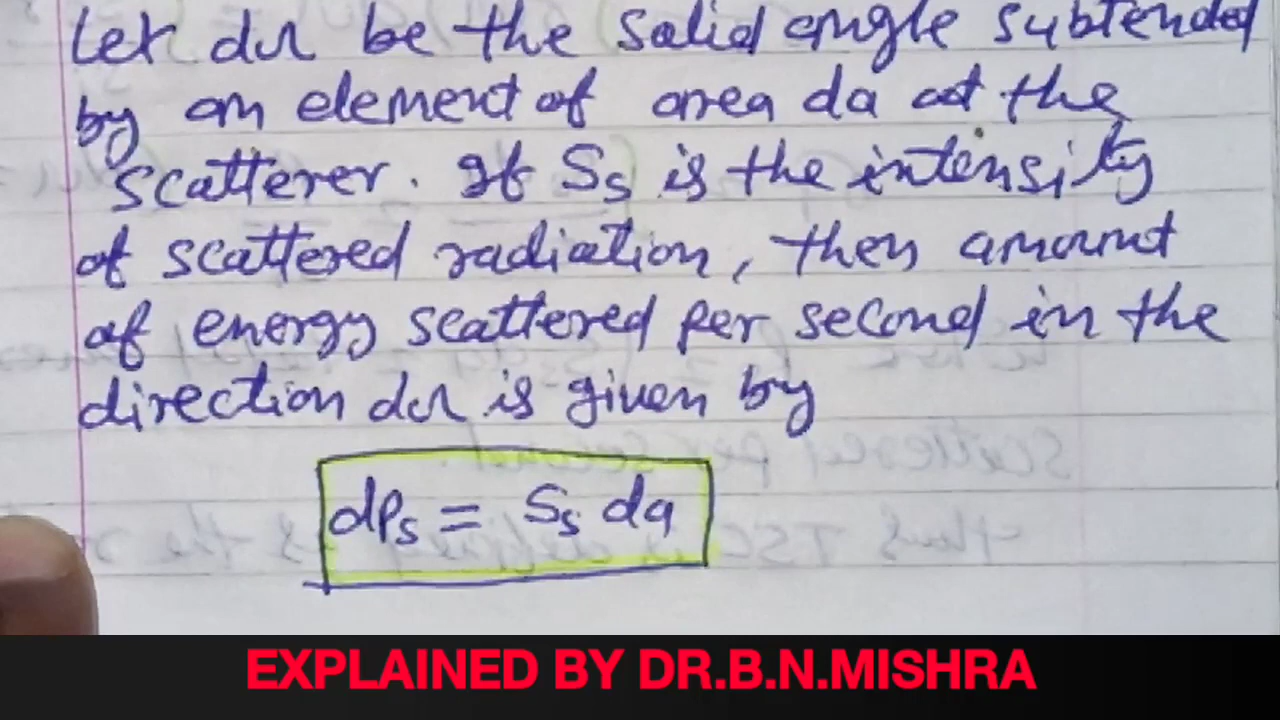 Let dΩ be the solid angle subtended
by an element of area da at the
scatterer. If Ss is the intensity
of scattered radiation, then amount
of energy scattered per second in the
direction dΩ is given by
dPs = Ss da
EXPLAINED BY DR.B.N.MISHRA